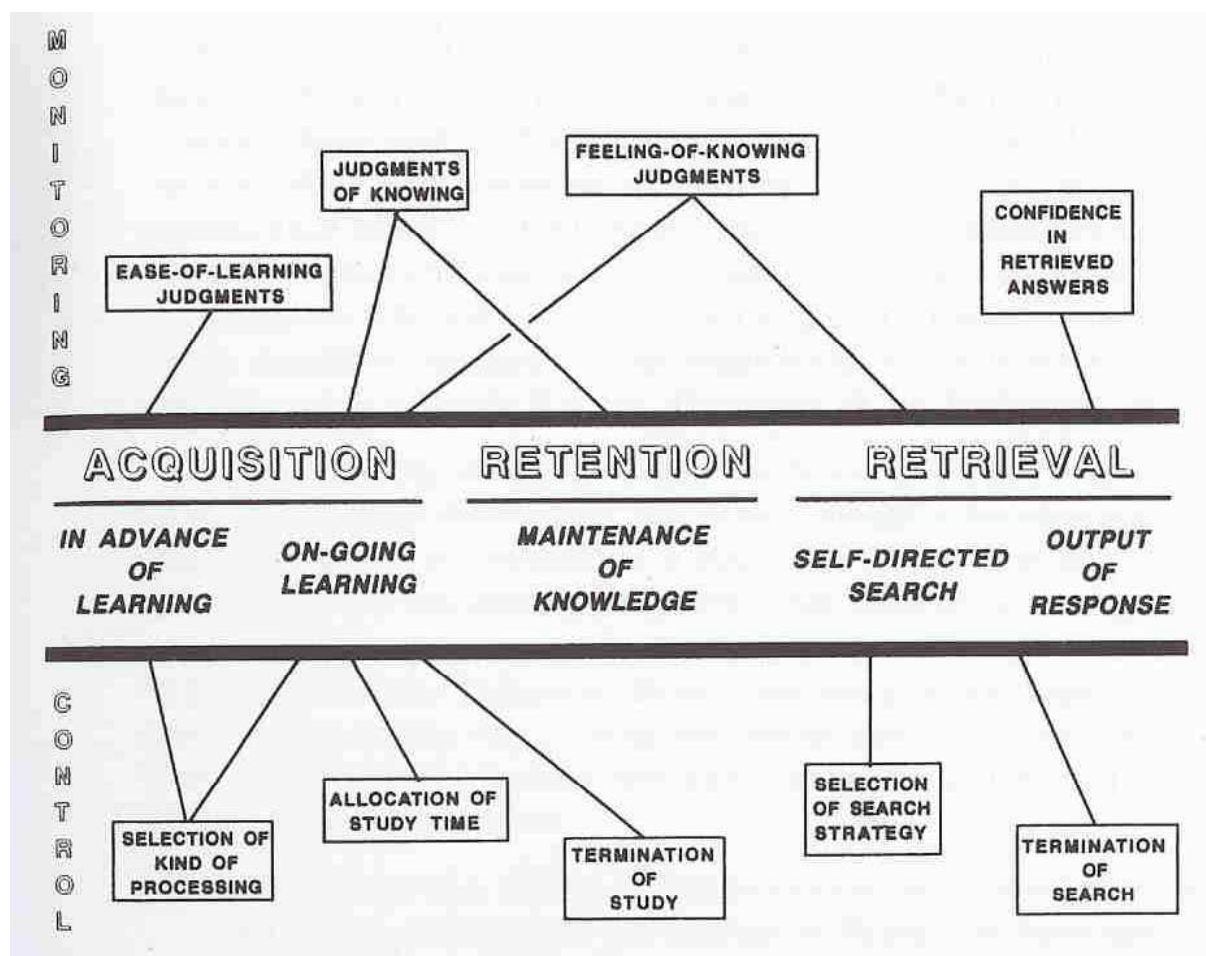 MONITORING
EASE-OF-LEARNING
JUDGMENTS
JUDGMENTS
OF KNOWING
FEELING-OF-KNOWING
JUDGMENTS
CONFIDENCE
IN
RETRIEVED
ANSWERS
ACQUISITION
RETENTION
RETRIEVAL
IN ADVANCE
OF
LEARNING
ON-GOING
LEARNING
MAINTENANCE
OF
KNOWLEDGE
SELF-DIRECTED
SEARCH
OUTPUT
OF
RESPONSE
CONTROL
SELECTION OF
KIND OF
PROCESSING
ALLOCATION OF
STUDY TIME
TERMINATION
OF
STUDY
SELECTION
OF SEARCH
STRATEGY
TERMINATION
OF
SEARCH